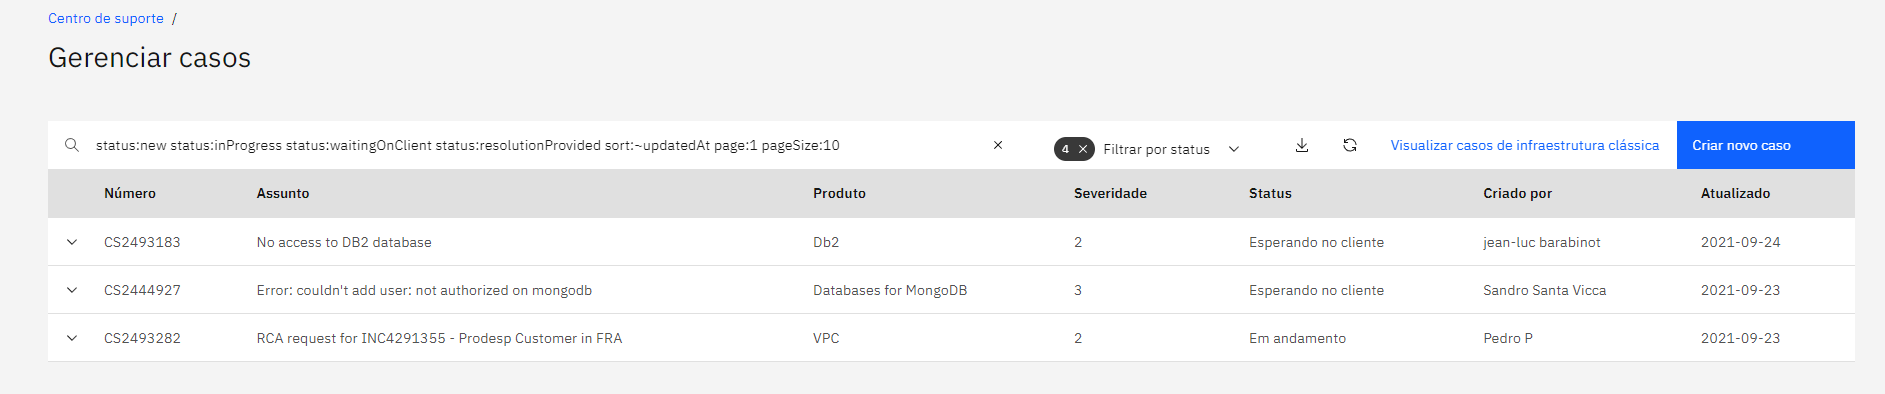 Centro de suporte /
Gerenciar casos
status:new status:inProgress status:waitingOnClient status:resolutionProvided sort:~updatedAt page:1 pageSize:10 4 Filtrar por status Visualizar casos de infraestrutura clássica Criar novo caso
Número Assunto Produto Severidade Status Criado por Atualizado
CS2493183 No access to DB2 database Db2 2 Esperando no cliente jean-luc barabinot 2021-09-24
CS2444927 Error: couldn't add user: not authorized on mongodb Databases for MongoDB 3 Esperando no cliente Sandro Santa Vicca 2021-09-23
CS2493282 RCA request for INC4291355 - Prodesp Customer in FRA VPC 2 Em andamento Pedro P 2021-09-23